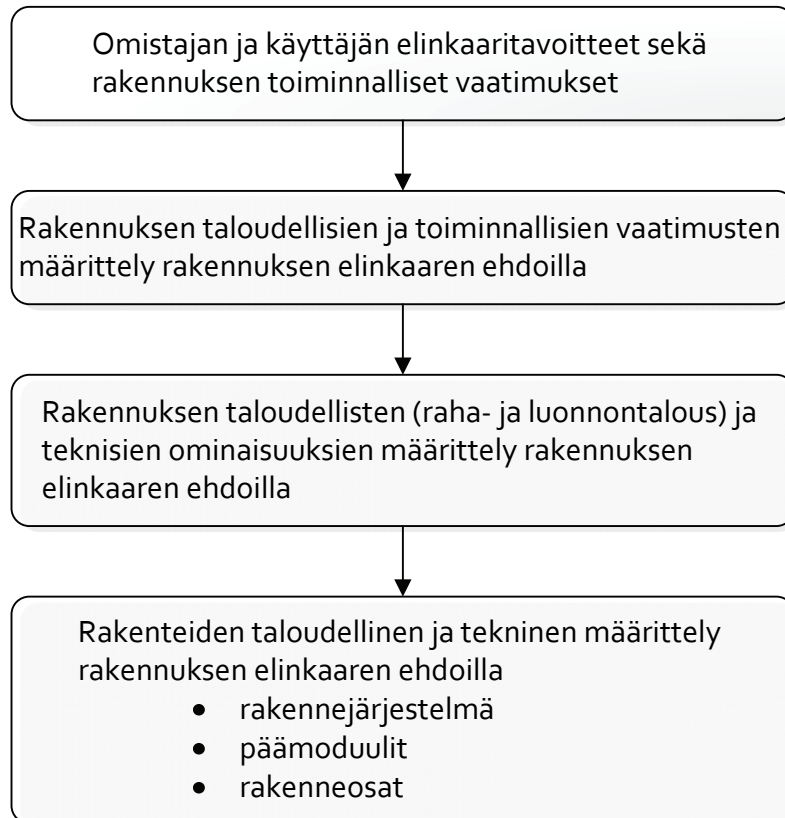 Omistajan ja käyttäjän elinkaaritavoitteet sekä
rakennuksen toiminnalliset vaatimukset
Rakennuksen taloudellisien ja toiminnallisien vaatimusten
määrittely rakennuksen elinkaaren ehdoilla
Rakennuksen taloudellisten (raha- ja luonnontalous) ja
teknisien ominaisuuksien määrittely rakennuksen
elinkaaren ehdoilla
Rakenteiden taloudellinen ja tekninen määrittely
rakennuksen elinkaaren ehdoilla
• rakennejärjestelmä
• päämoduulit
• rakenneosat